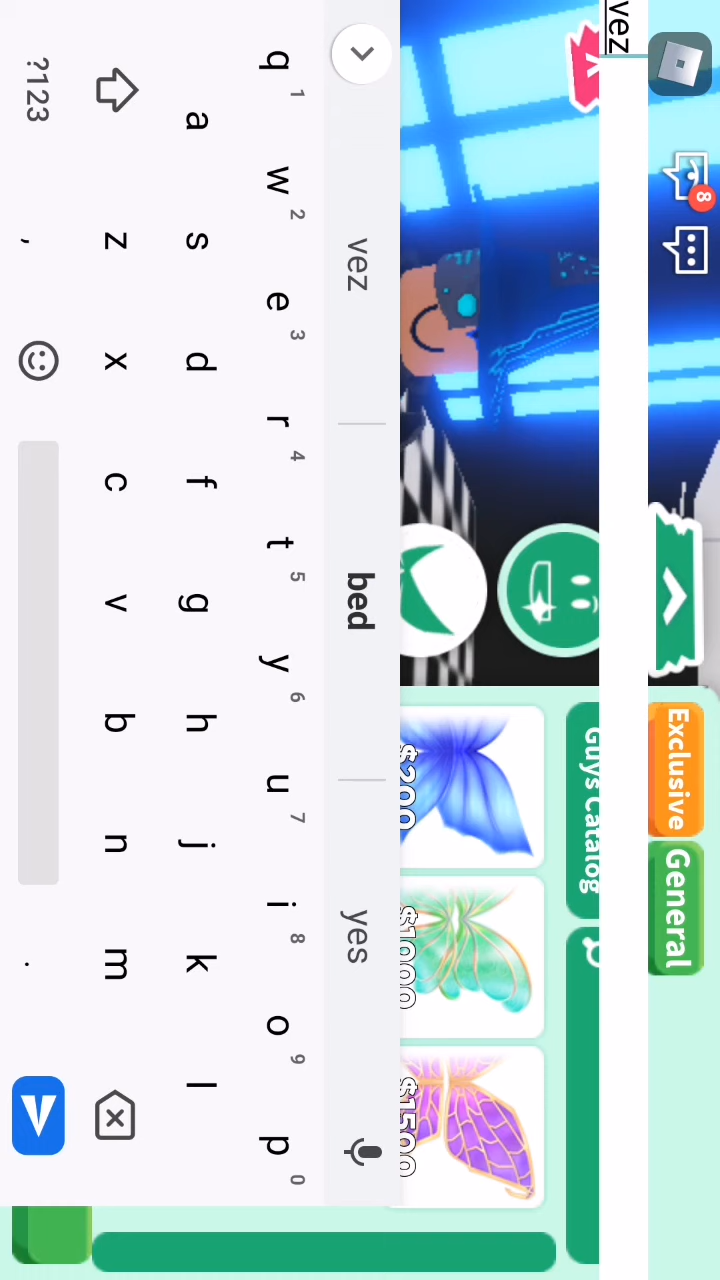 vez
8
Exclusive
General
Guys Catalog
$200
$1000
$1500
vez
bed
yes
q 1 w 2 e 3 r 4 t 5 y 6 u 7 i 8 o 9 p 0
a s d f g h j k l
z x c v b n m
?123 , .